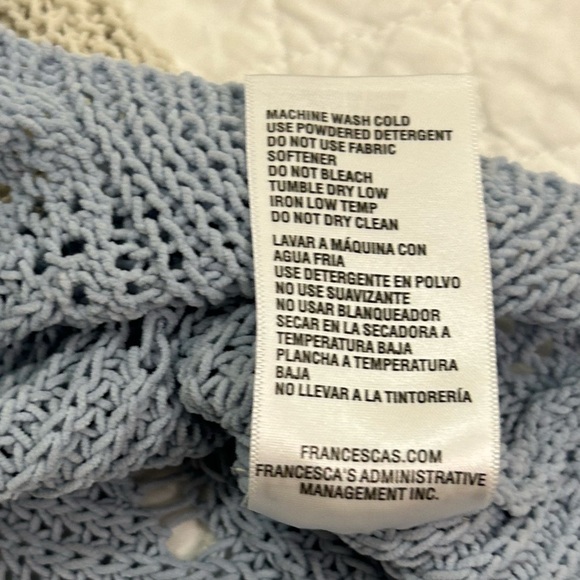 MACHINE WASH COLD
USE POWDERED DETERGENT
DO NOT USE FABRIC
SOFTENER
DO NOT BLEACH
TUMBLE DRY LOW
IRON LOW TEMP
DO NOT DRY CLEAN
LAVAR A MÁQUINA CON
AGUA FRIA
USE DETERGENTE EN POLVO
NO USE SUAVIZANTE
NO USAR BLANQUEADOR
SECAR EN LA SECADORA A
TEMPERATURA BAJA
PLANCHA A TEMPERATURA
BAJA
NO LLEVAR A LA TINTORERÍA
FRANCESCAS.COM
FRANCESCA'S ADMINISTRATIVE
MANAGEMENT INC.